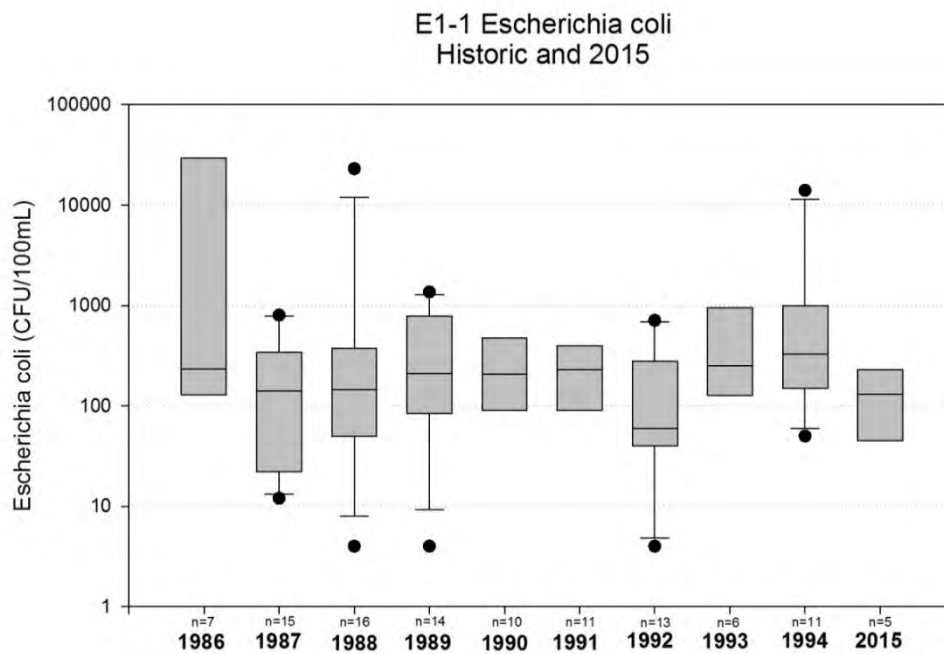 E1-1 Escherichia coli
Historic and 2015
Escherichia coli (CFU/100mL)
100000
10000
1000
100
10
1
n=7 n=15 n=16 n=14 n=10 n=11 n=13 n=6 n=11 n=5
1986 1987 1988 1989 1990 1991 1992 1993 1994 2015